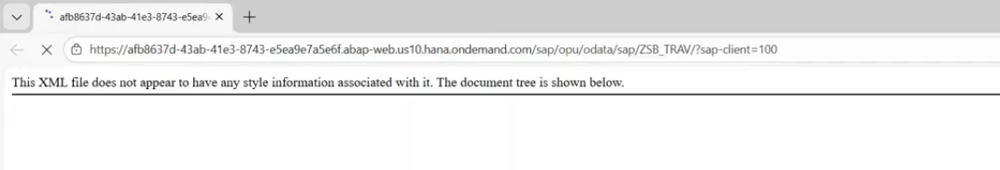 afb8637d-43ab-41e3-8743-e5ea9
https://afb8637d-43ab-41e3-8743-e5ea9e7a5e6f.abap-web.us10.hana.ondemand.com/sap/opu/odata/sap/ZSB_TRAV/?sap-client=100
This XML file does not appear to have any style information associated with it. The document tree is shown below.